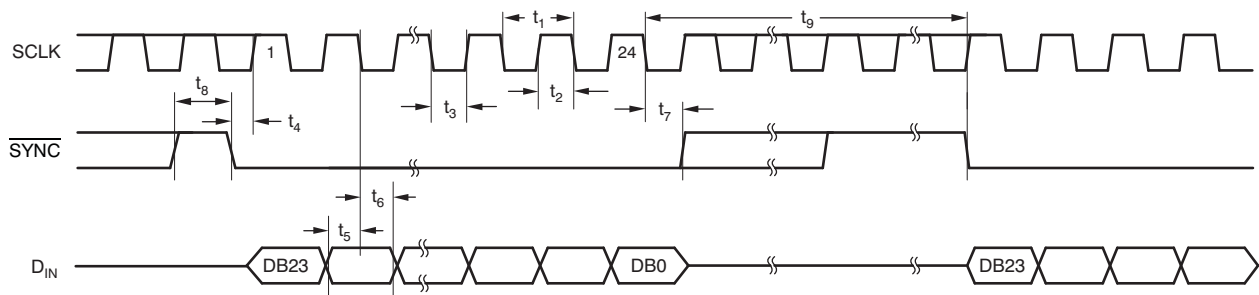 t1 t9
SCLK 1 24
t8 t4 t3 t2 t7
SYNC
t6
t5
DIN DB23 DB0 DB23